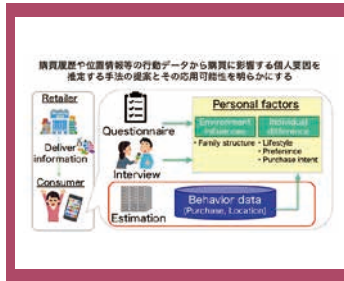 購買履歴や位置情報等の行動データから購買に影響する個人要因を
推定する手法の提案とその応用可能性を明らかにする
Retailer
Deliver
information
Consumer
Questionnaire
Interview
Estimation
Personal factors
Environment
influences
Individual
difference
・Family structure
・Lifestyle
・Preference
・Purchase intent
Behavior data
(Purchase, Location)